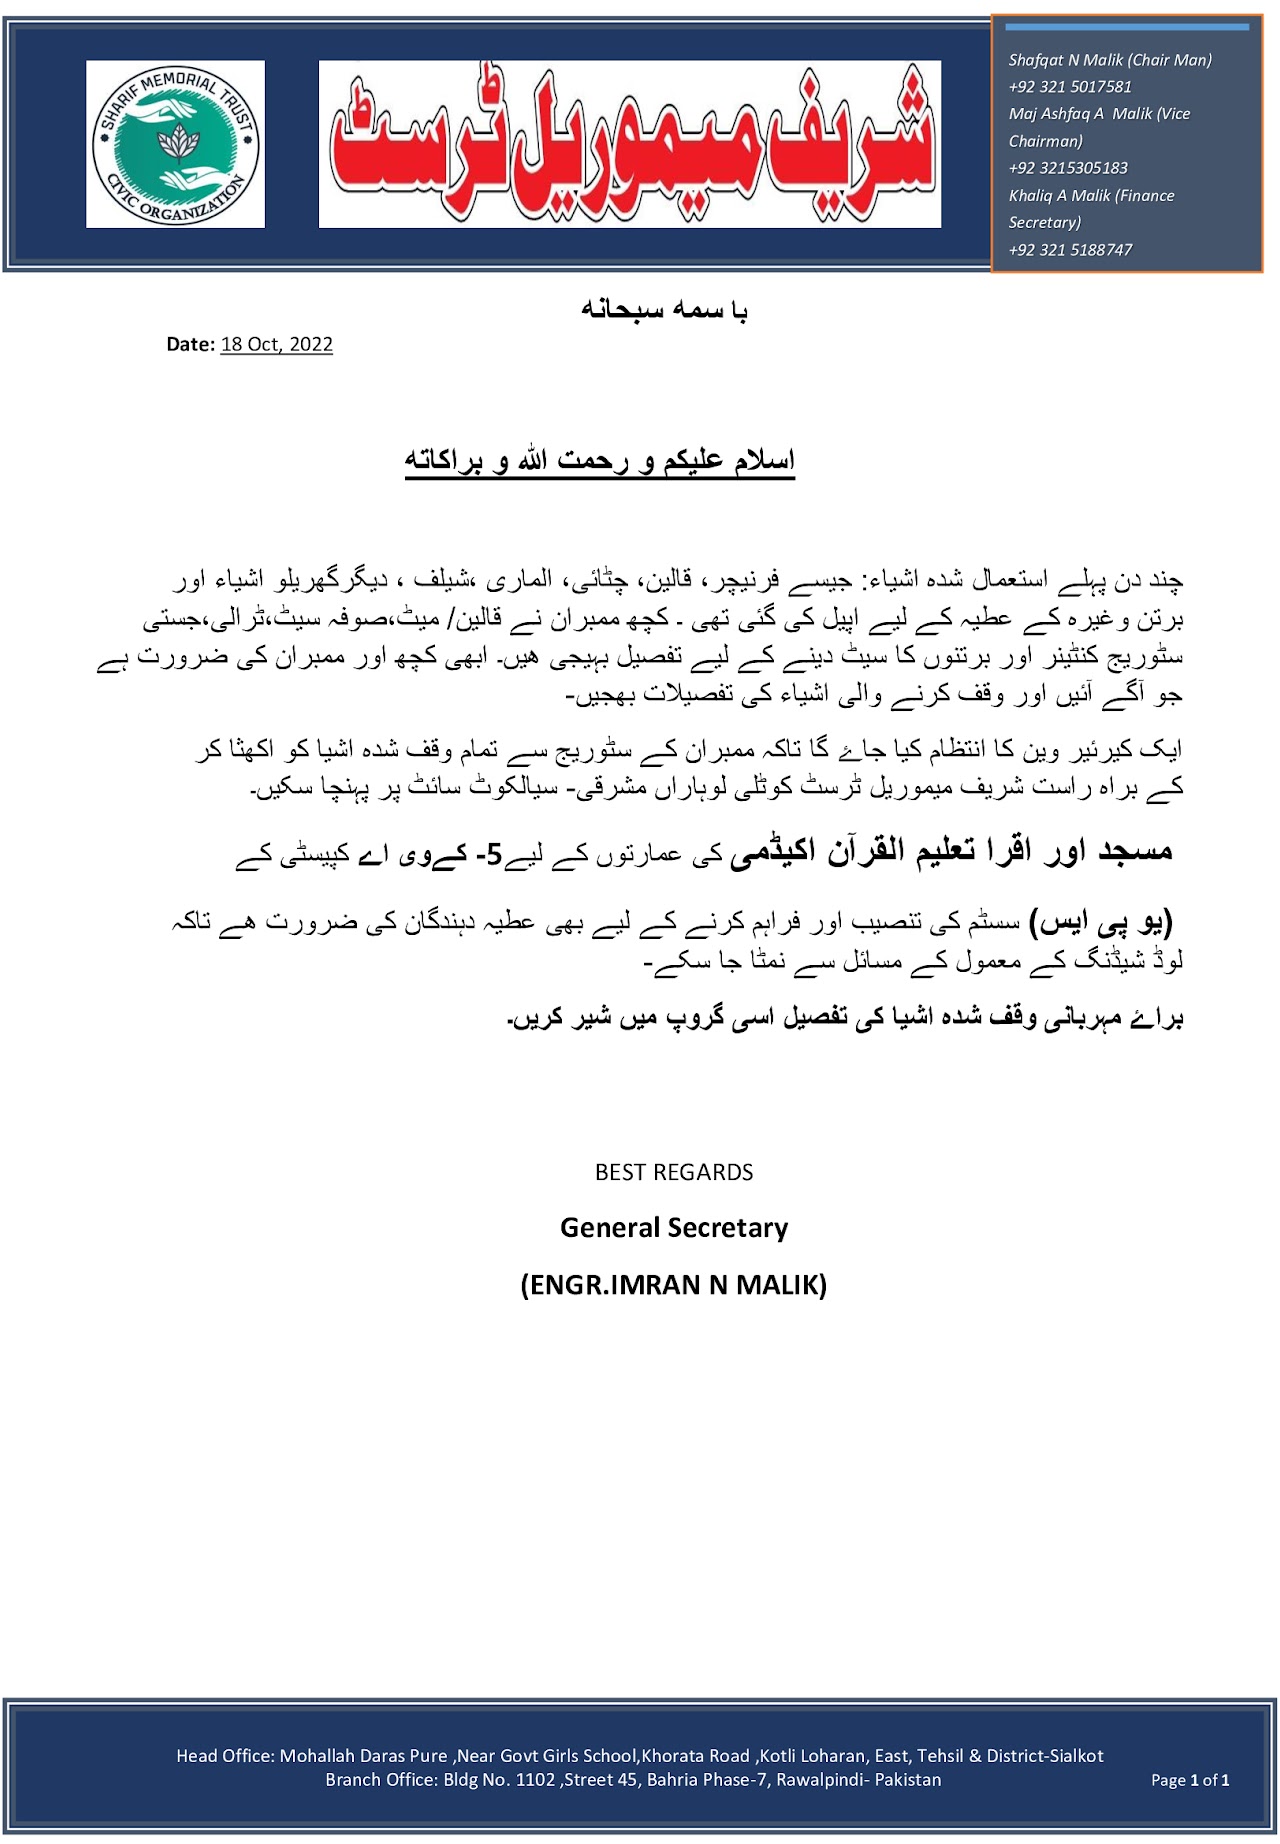 SHARIF MEMORIAL TRUST
CIVIC ORGANIZATION
شریف میموریل ٹرسٹ
Shafqat N Malik (Chair Man)
+92 321 5017581
Maj Ashfaq A Malik (Vice
Chairman)
+92 3215305183
Khaliq A Malik (Finance
Secretary)
+92 321 5188747
با سمه سبحانه
Date: 18 Oct, 2022
اسلام علیکم و رحمت اللہ و براکاته
چند دن پہلے استعمال شدہ اشیاء: جیسے فرنیچر، قالین، چٹائی، الماری ،شیلف ، دیگرگھریلو اشیاء اور
برتن وغیرہ کے عطیہ کے لیے اپیل کی گئی تھی ۔ کچھ ممبران نے قالین/ میٹ،صوفہ سیٹ،ٹرالی،جستی
سٹوریج کنٹینر اور برتنوں کا سیٹ دینے کے لیے تفصیل بہیجی ھیں۔ ابھی کچھ اور ممبران کی ضرورت ہے
جو آگے آئیں اور وقف کرنے والی اشیاء کی تفصیلات بھجیں-
ایک کیرئیر وین کا انتظام کیا جاۓ گا تاکہ ممبران کے سٹوریج سے تمام وقف شدہ اشیا کو اکھٹا کر
کے براہ راست شریف میموریل ٹرسٹ کوٹلی لوہاراں مشرقی- سیالکوٹ سائٹ پر پہنچا سکیں۔
مسجد اور اقرا تعلیم القرآن اکیڈمی کی عمارتوں کے لیے5- کےوی اے کپیسٹی کے
(یو پی ایس) سسٹم کی تنصیب اور فراہم کرنے کے لیے بھی عطیہ دہندگان کی ضرورت ھے تاکہ
لوڈ شیڈنگ کے معمول کے مسائل سے نمٹا جا سکے-
براۓ مہربانی وقف شدہ اشیا کی تفصیل اسی گروپ میں شیر کریں۔
BEST REGARDS
General Secretary
(ENGR.IMRAN N MALIK)
Head Office: Mohallah Daras Pure ,Near Govt Girls School,Khorata Road ,Kotli Loharan, East, Tehsil & District-Sialkot
Branch Office: Bldg No. 1102 ,Street 45, Bahria Phase-7, Rawalpindi- Pakistan
Page 1 of 1